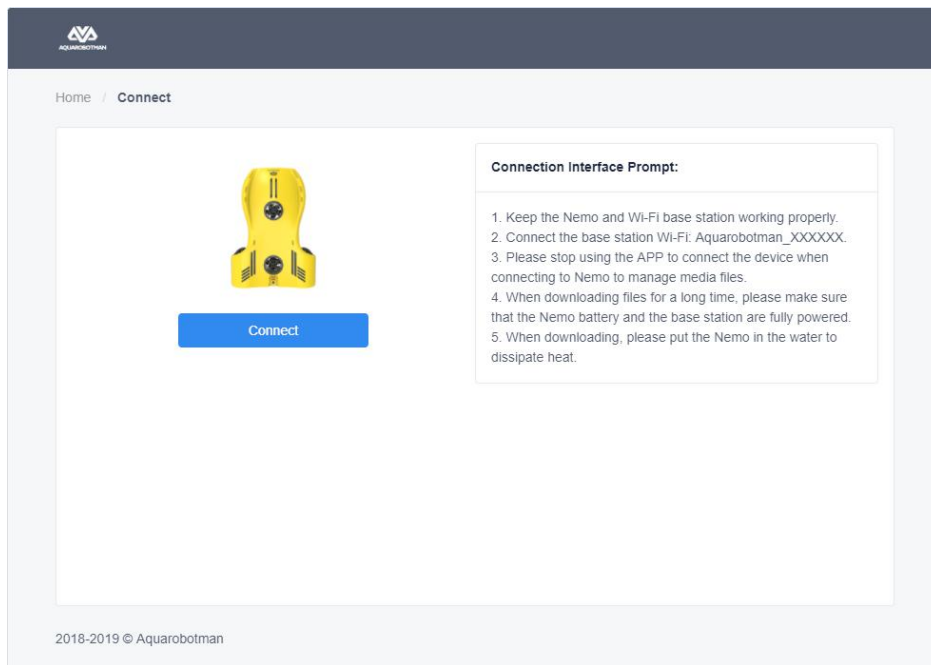 AQUAROBOTMAN
Home / Connect
Connect
Connection Interface Prompt:
1. Keep the Nemo and Wi-Fi base station working properly.
2. Connect the base station Wi-Fi: Aquarobotman_XXXXXX.
3. Please stop using the APP to connect the device when
connecting to Nemo to manage media files.
4. When downloading files for a long time, please make sure
that the Nemo battery and the base station are fully powered.
5. When downloading, please put the Nemo in the water to
dissipate heat.
2018-2019 © Aquarobotman